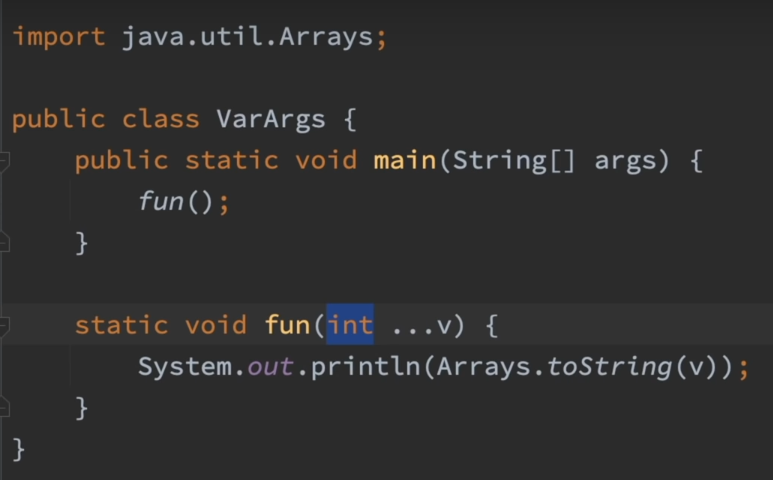 import java.util.Arrays;
public class VarArgs {
public static void main(String[] args) {
fun();
}
static void fun(int ...v) {
System.out.println(Arrays.toString(v));
}
}